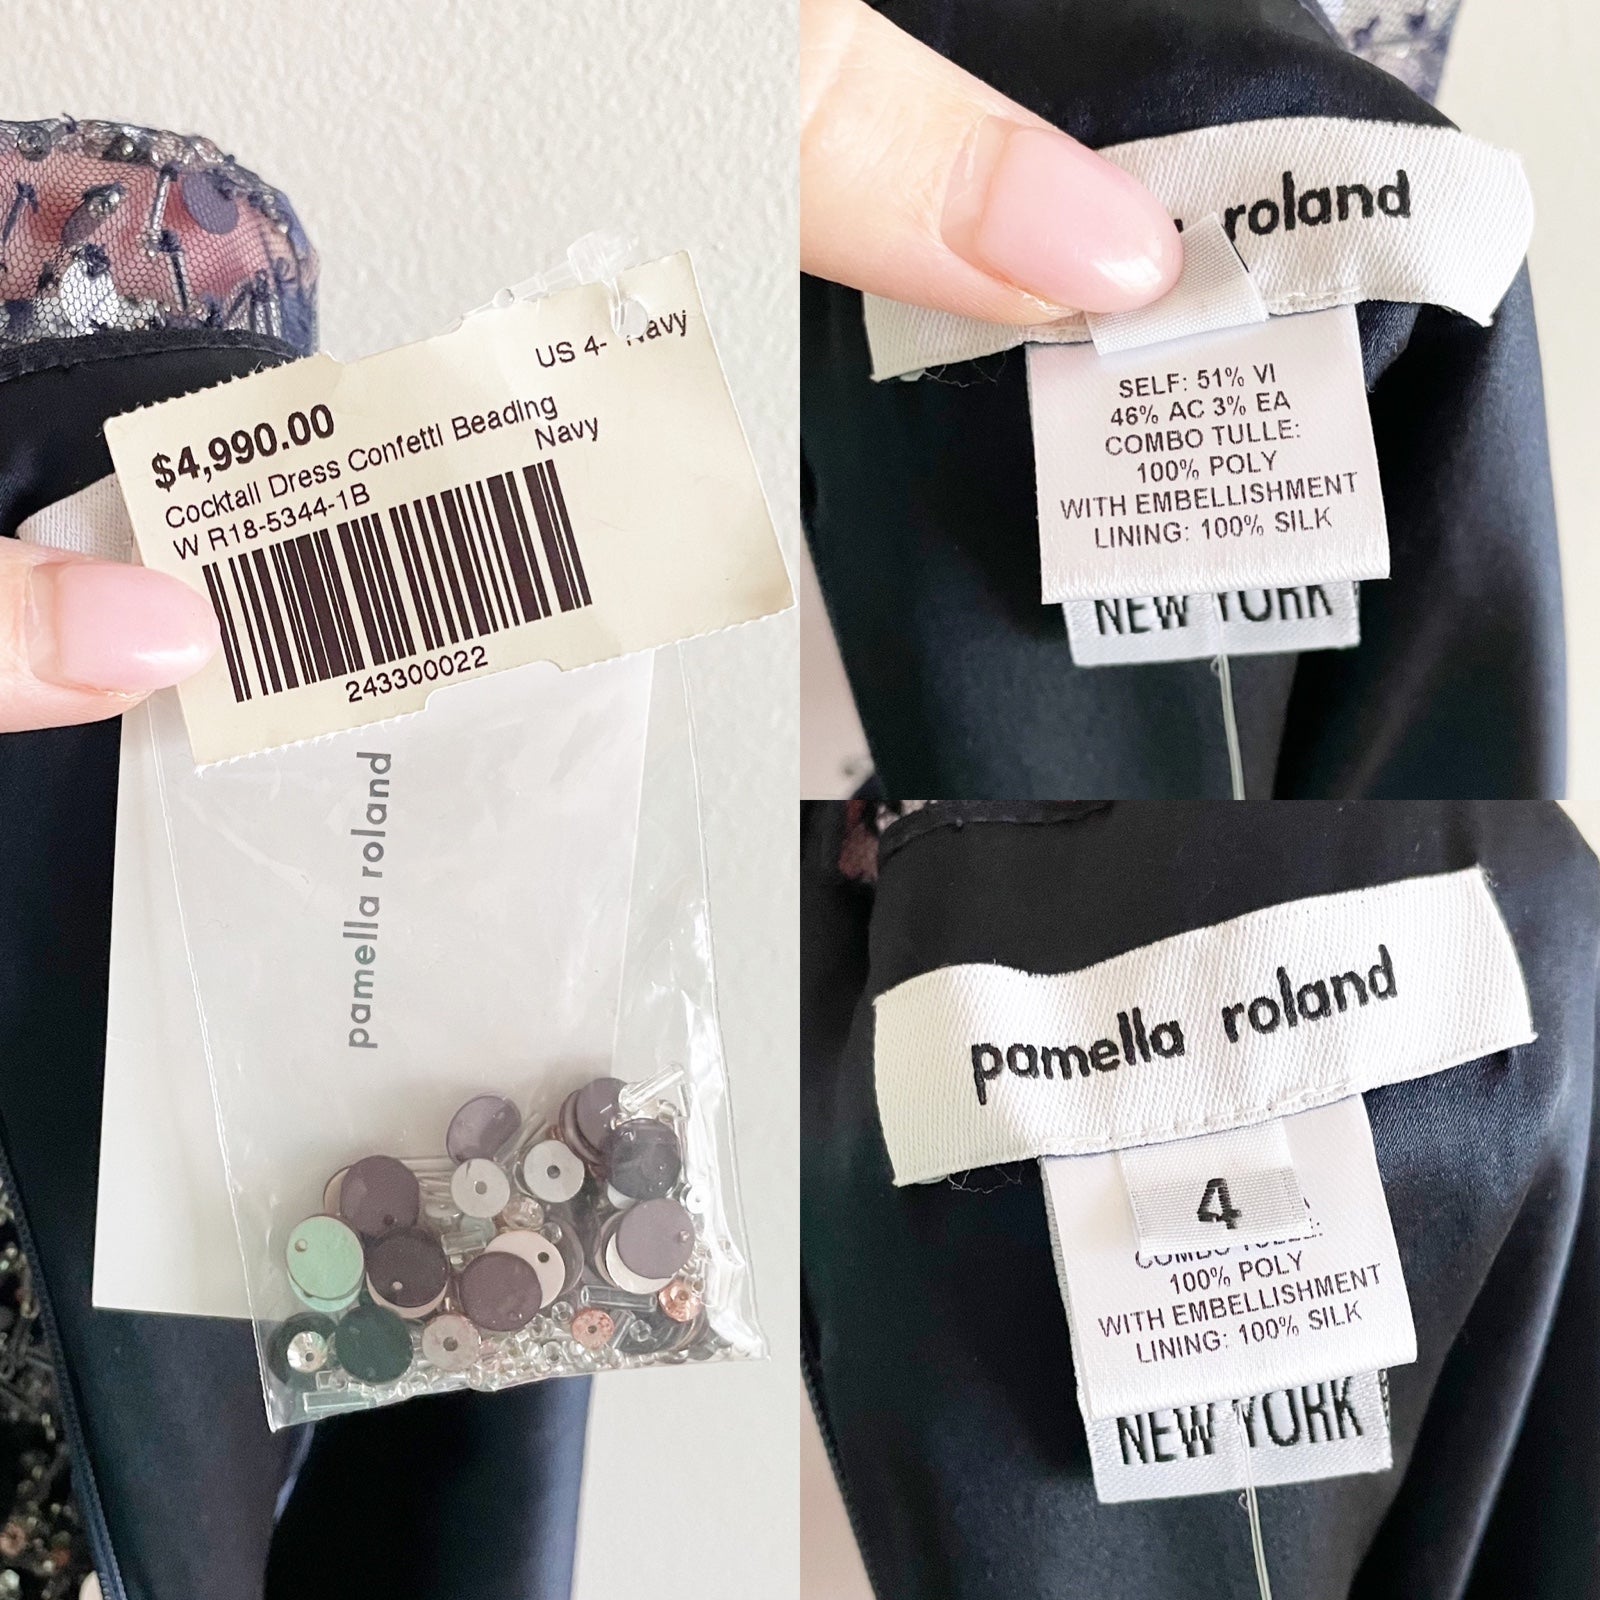 US 4- Navy
$4,990.00
Cocktail Dress Confetti Beading
Navy
W R18-5344-1B
243300022
pamella roland
roland
SELF: 51% VI
46% AC 3% EA
COMBO TULLE:
100% POLY
WITH EMBELLISHMENT
LINING: 100% SILK
NEW YORK
pamella roland
4
COMBO TULLE:
100% POLY
WITH EMBELLISHMENT
LINING: 100% SILK
NEW YORK